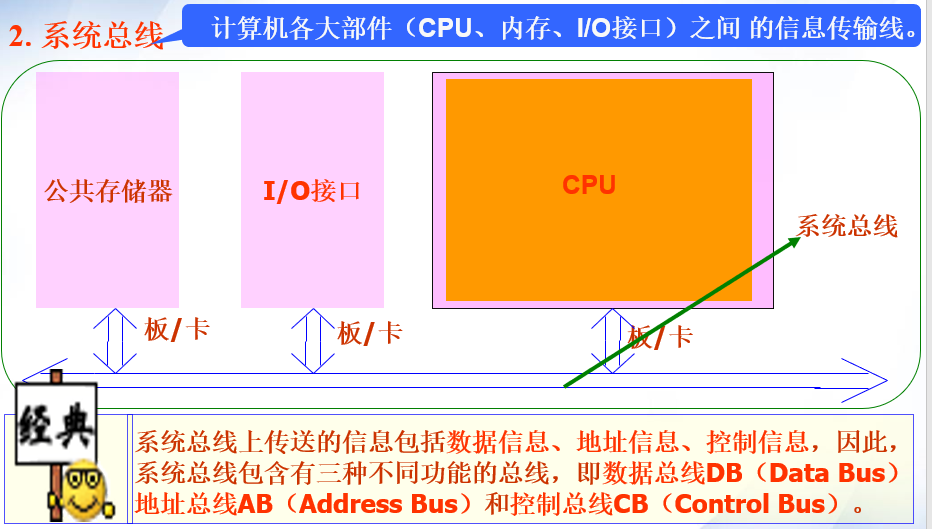 2. 系统总线
计算机各大部件（CPU、内存、I/O接口）之间 的信息传输线。
公共存储器
I/O接口
CPU
系统总线
板/卡
板/卡
板/卡
经典
系统总线上传送的信息包括数据信息、地址信息、控制信息，因此，
系统总线包含有三种不同功能的总线，即数据总线DB（Data Bus）
地址总线AB（Address Bus）和控制总线CB（Control Bus）。